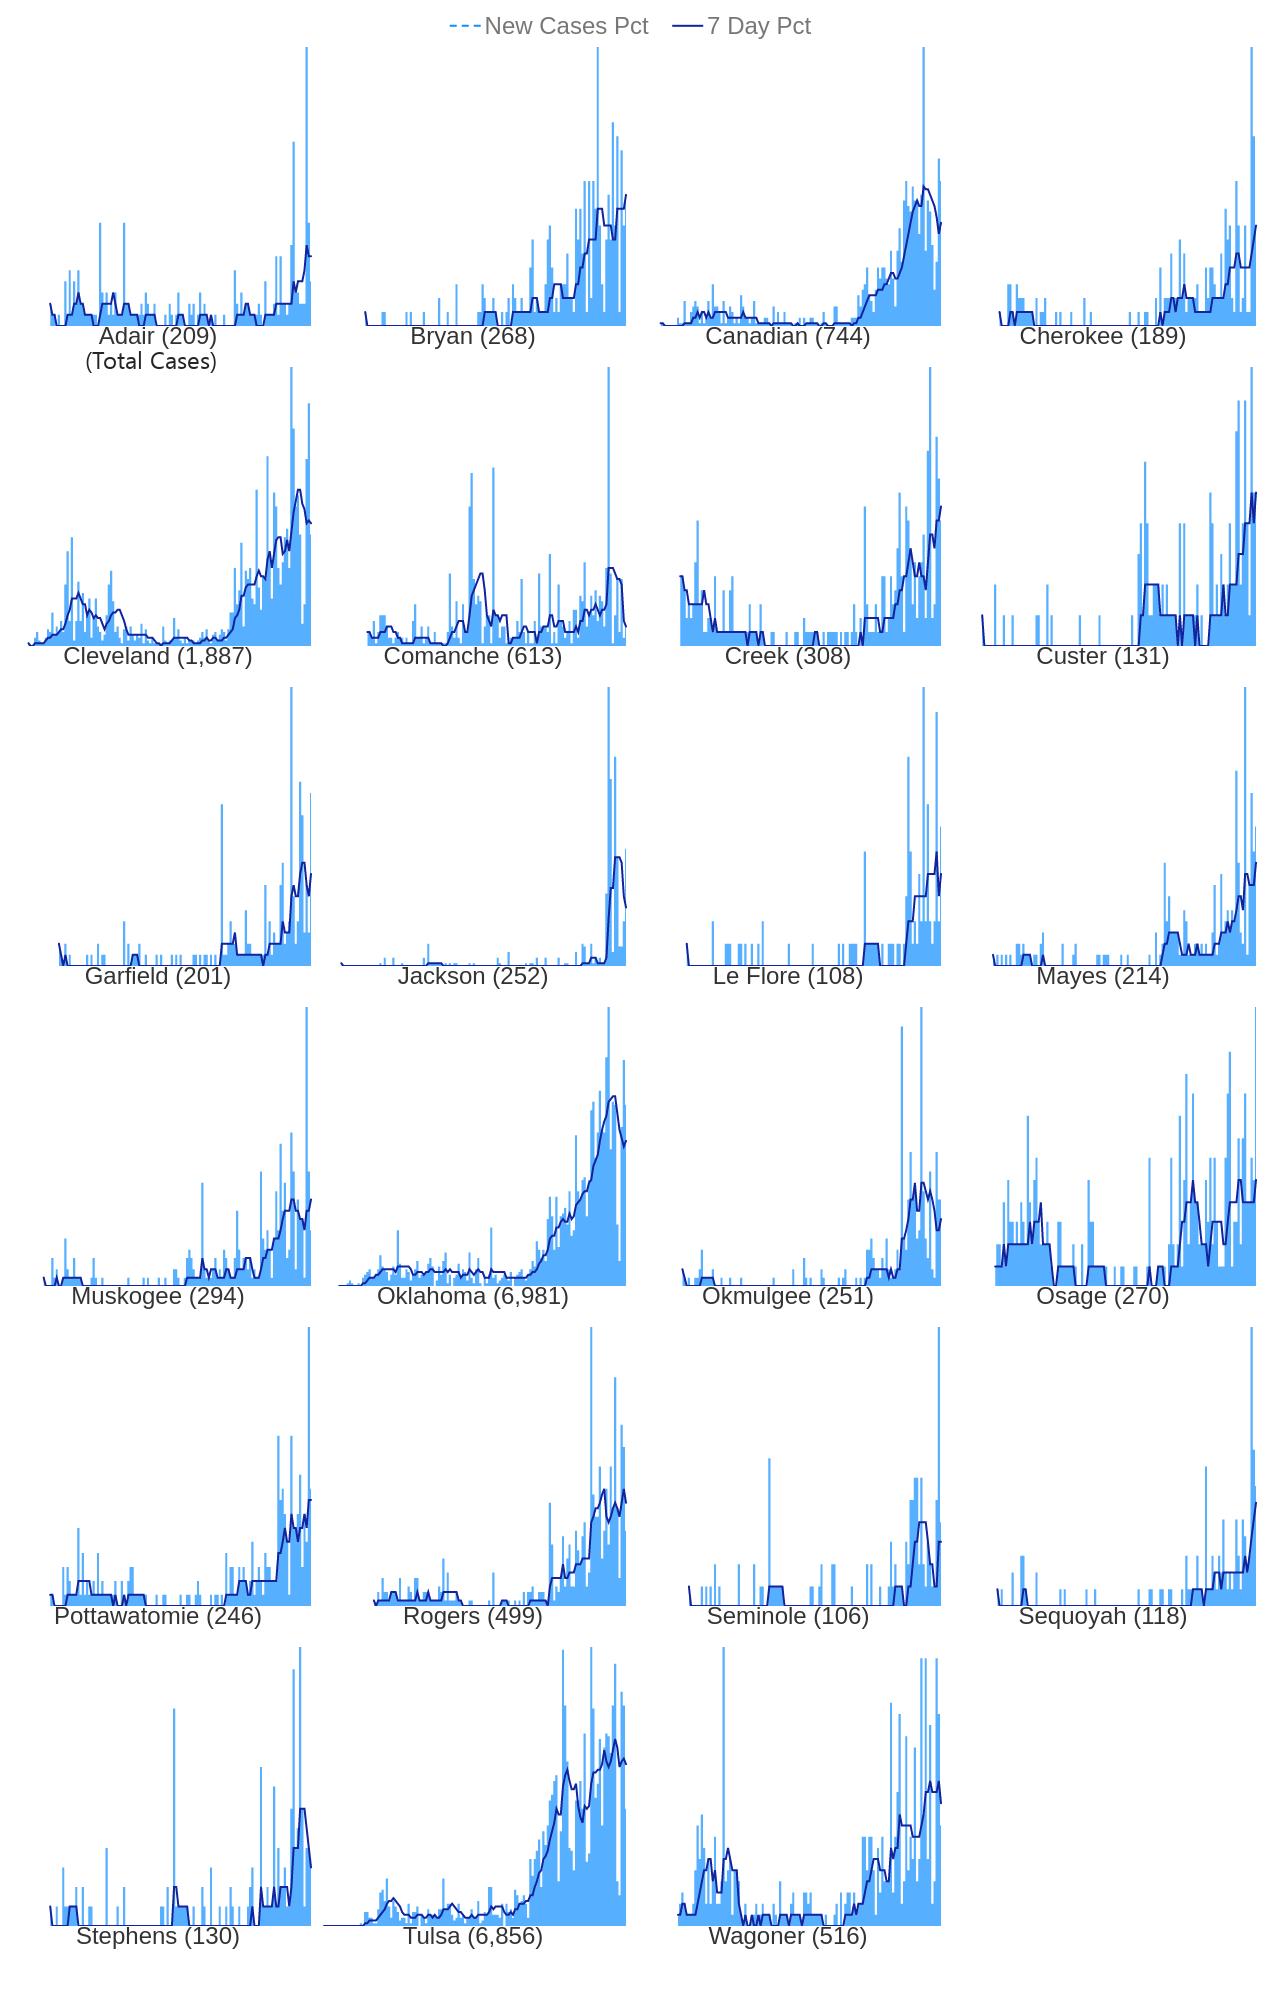 New Cases Pct 7 Day Pct
Adair (209) Bryan (268) Canadian (744) Cherokee (189)
(Total Cases)
Cleveland (1,887) Comanche (613) Creek (308) Custer (131)
Garfield (201) Jackson (252) Le Flore (108) Mayes (214)
Muskogee (294) Oklahoma (6,981) Okmulgee (251) Osage (270)
Pottawatomie (246) Rogers (499) Seminole (106) Sequoyah (118)
Stephens (130) Tulsa (6,856) Wagoner (516)